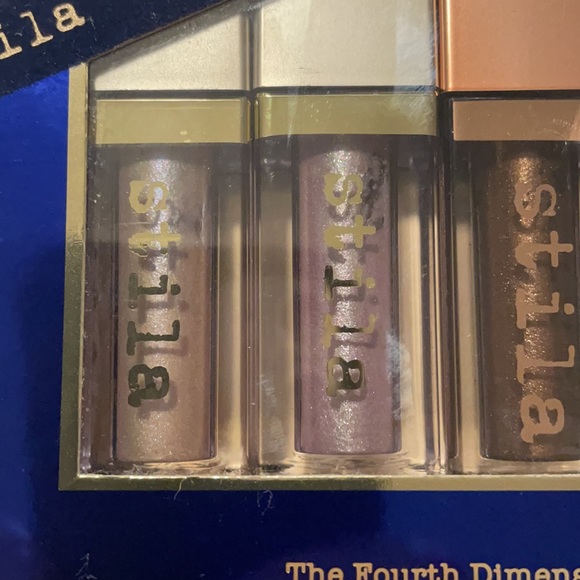 ila
stila
stila
stila
The Fourth Dimen